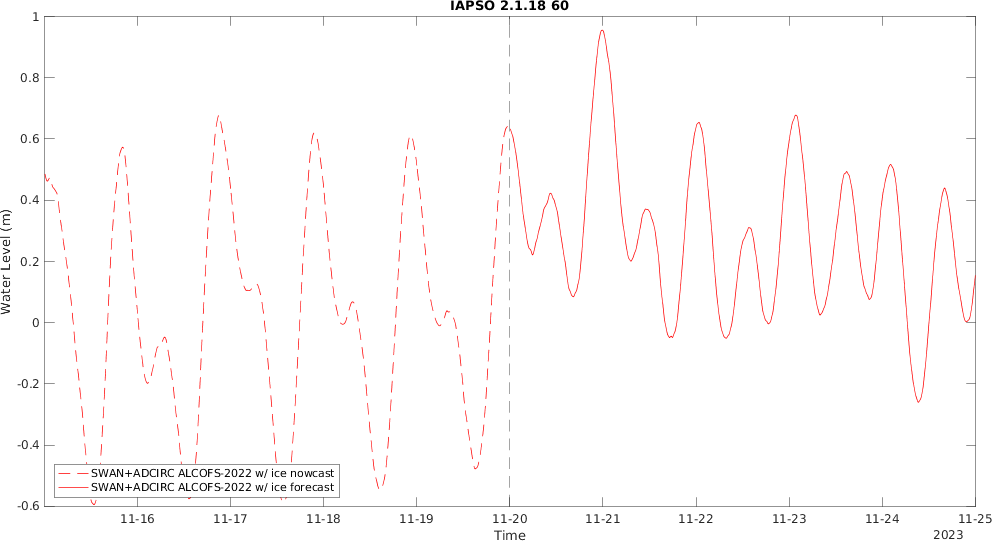 IAPSO 2.1.18 60
Water Level (m)
1
0.8
0.6
0.4
0.2
0
-0.2
-0.4
-0.6
SWAN+ADCIRC ALCOFS-2022 w/ ice nowcast
SWAN+ADCIRC ALCOFS-2022 w/ ice forecast
11-16 11-17 11-18 11-19 11-20 11-21 11-22 11-23 11-24 11-25
Time
2023